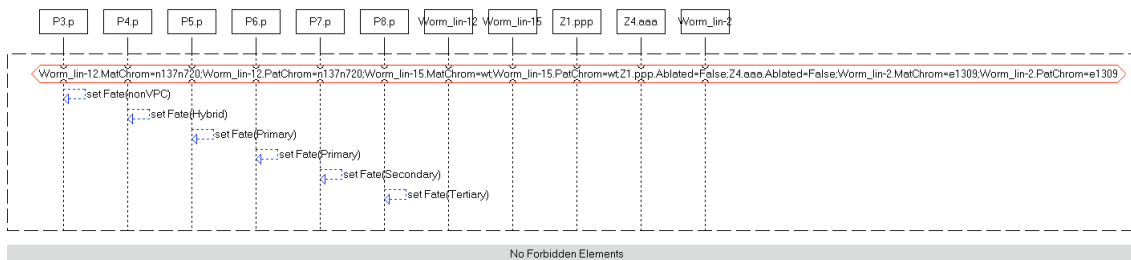 P3.p P4.p P5.p P6.p P7.p P8.p Worm_lin-12 Worm_lin-15 Z1.ppp Z4.aaa Worm_lin-2
Worm_lin-12.MatChrom=n137n720;Worm_lin-12.PatChrom=n137n720;Worm_lin-15.MatChrom=wt;Worm_lin-15.PatChrom=wt;Z1.ppp.Ablated=False;Z4.aaa.Ablated=False;Worm_lin-2.MatChrom=e1309;Worm_lin-2.PatChrom=e1309
set Fate(nonVPC)
set Fate(Hybrid)
set Fate(Primary)
set Fate(Primary)
set Fate(Secondary)
set Fate(Tertiary)
No Forbidden Elements